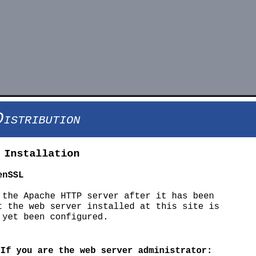 Distribution
Installation
enSSL
the Apache HTTP server after it has been
the web server installed at this site is
yet been configured.
If you are the web server administrator: